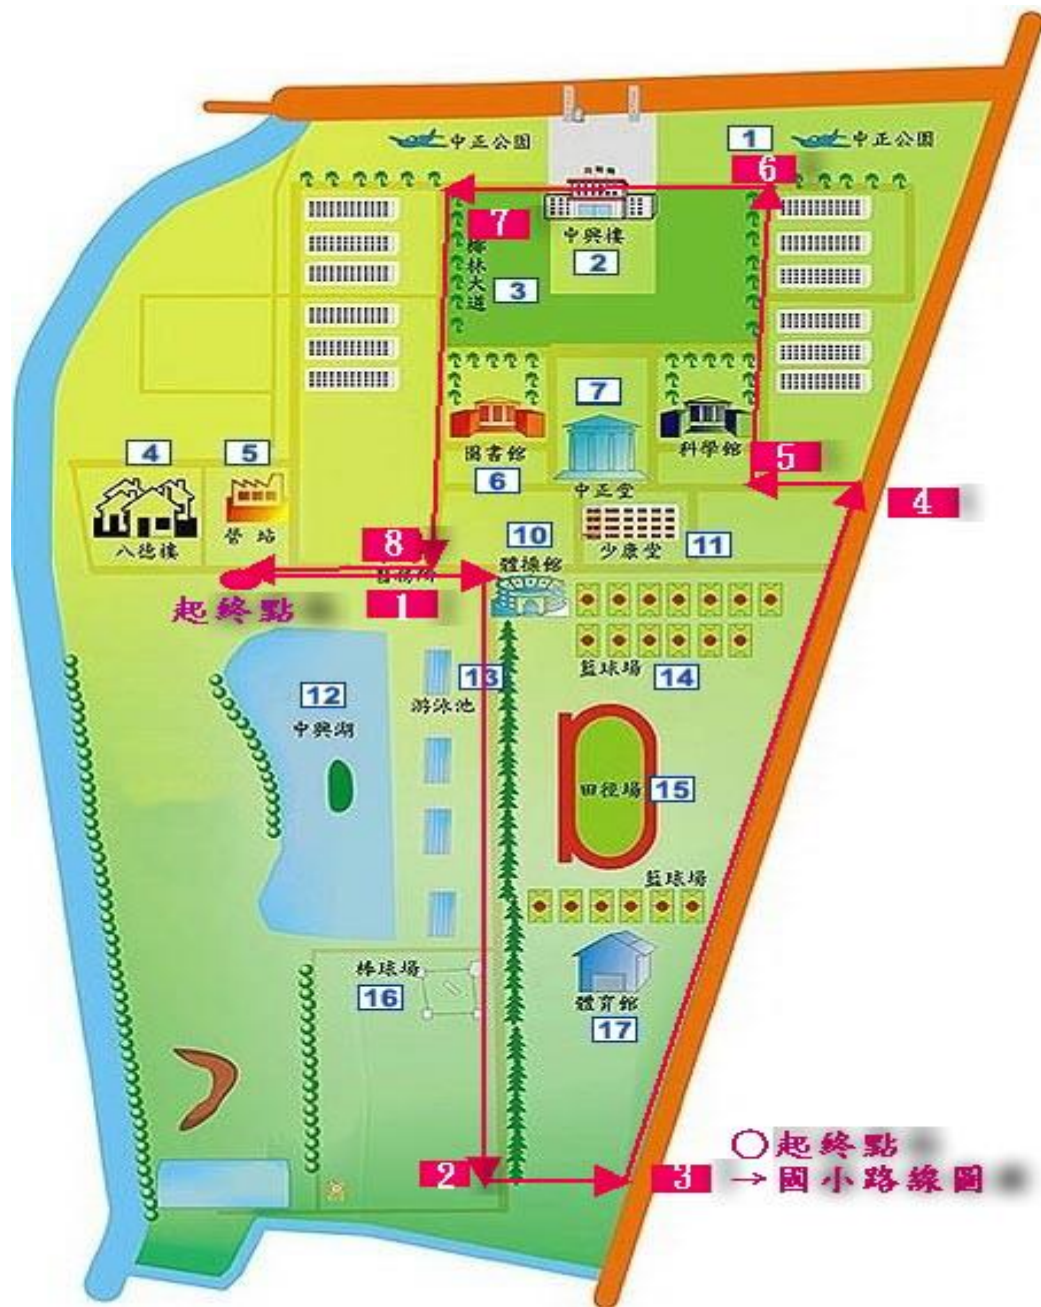 中正公園
1
中正公園
6
7
中興樓
2
椰林大道
3
7
4
5
圖書館
科學館
5
6
中正堂
4
八德樓
營站
10
少康堂
11
8
體操館
醫務所
起終點
1
籃球場
14
12
13
游泳池
中興湖
田徑場
15
籃球場
棒球場
16
體育館
17
2
3
○起終點
→國小路線圖